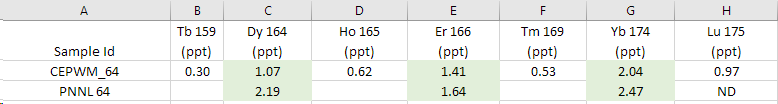 A B C D E F G H
Tb 159 Dy 164 Ho 165 Er 166 Tm 169 Yb 174 Lu 175
Sample Id (ppt) (ppt) (ppt) (ppt) (ppt) (ppt) (ppt)
CEPWM_64 0.30 1.07 0.62 1.41 0.53 2.04 0.97
PNNL 64 2.19 1.64 2.47 ND